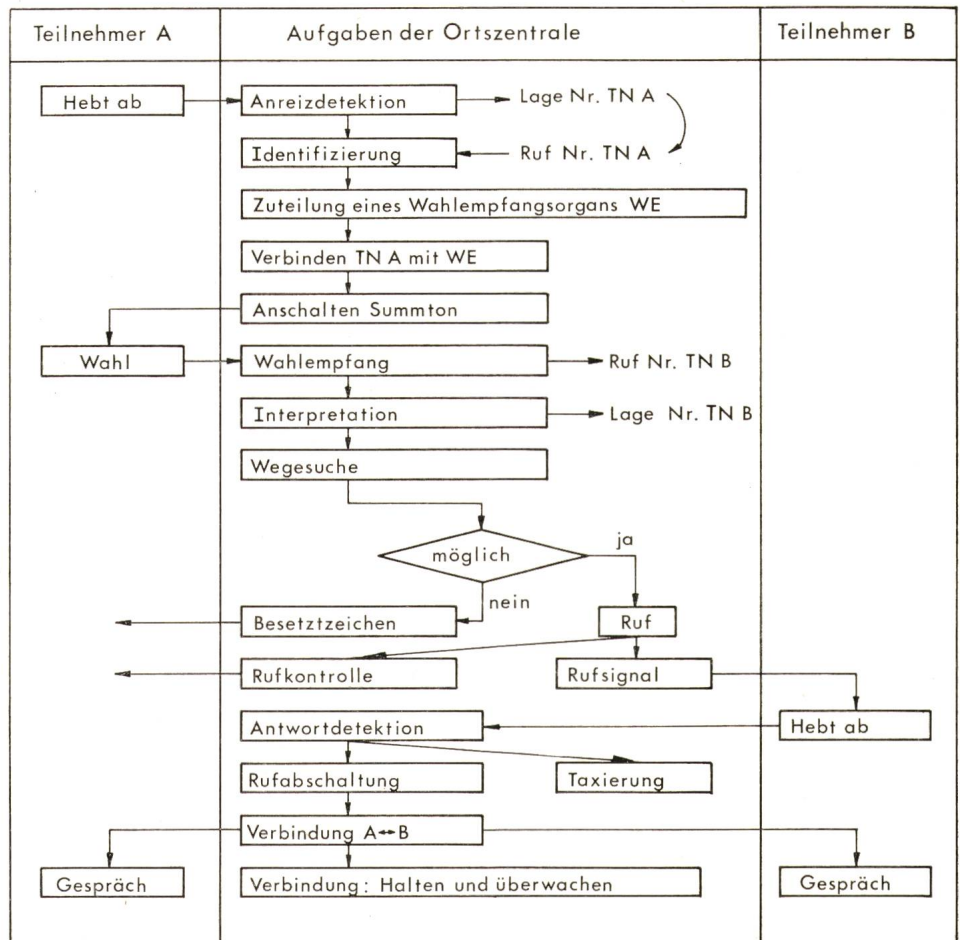 Teilnehmer A
Aufgaben der Ortszentrale
Teilnehmer B
Hebt ab
Anreizdetektion
Lage Nr. TN A
Identifizierung
Ruf Nr. TN A
Zuteilung eines Wahlempfangsorgans WE
Verbinden TN A mit WE
Anschalten Summton
Wahl
Wahlempfang
Ruf Nr. TN B
Interpretation
Lage Nr. TN B
Wegesuche
möglich
ja
nein
Besetztzeichen
Ruf
Rufkontrolle
Rufsignal
Antwortdetektion
Hebt ab
Rufabschaltung
Taxierung
Verbindung A↔B
Gespräch
Verbindung: Halten und überwachen
Gespräch